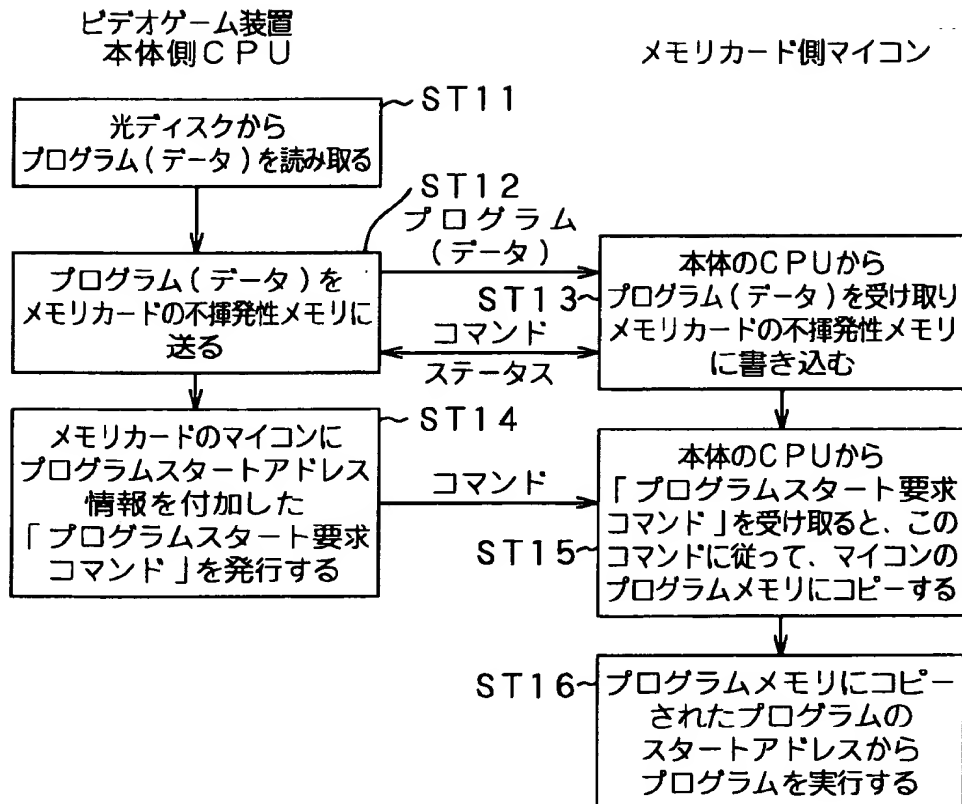 ビデオゲーム装置
本体側CPU
メモリカード側マイコン
ST11
光ディスクから
プログラム(データ)を読み取る
ST12
プログラム
(データ)
プログラム(データ)を
メモリカードの不揮発性メモリに
送る
ST13
本体のCPUから
プログラム(データ)を受け取り
メモリカードの不揮発性メモリ
に書き込む
コマンド
ステータス
ST14
メモリカードのマイコンに
プログラムスタートアドレス
情報を付加した
「プログラムスタート要求
コマンド」を発行する
コマンド
ST15
本体のCPUから
「プログラムスタート要求
コマンド」を受け取ると、この
コマンドに従って、マイコンの
プログラムメモリにコピーする
ST16
プログラムメモリにコピー
されたプログラムの
スタートアドレスから
プログラムを実行する